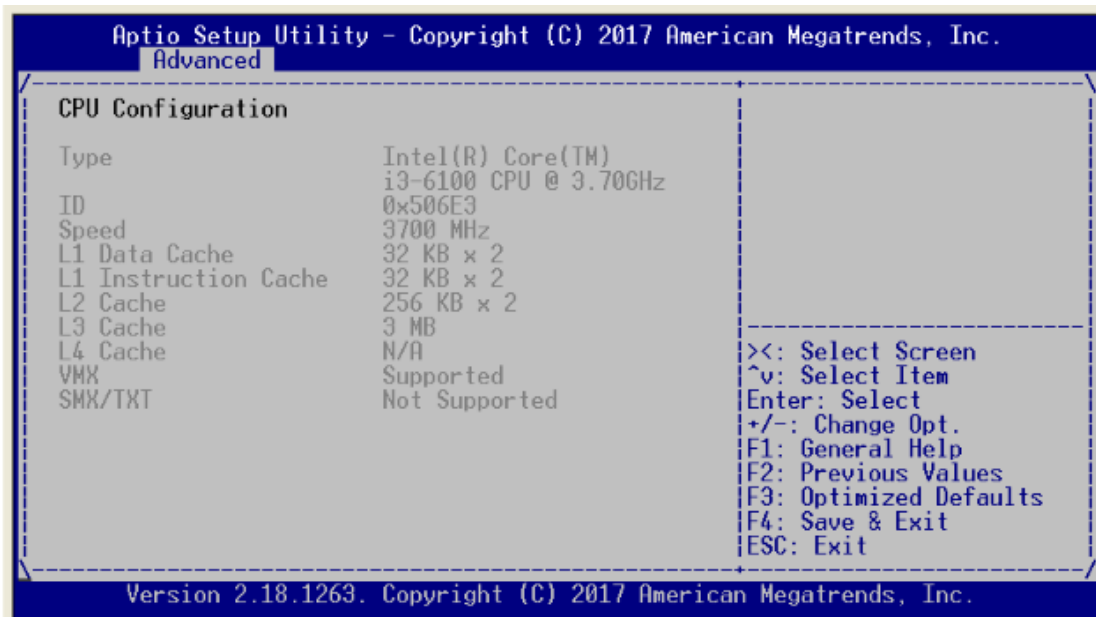 Aptio Setup Utility - Copyright (C) 2017 American Megatrends, Inc.
Advanced
CPU Configuration
Type Intel(R) Core(TM)
i3-6100 CPU @ 3.70GHz
ID 0x506E3
Speed 3700 MHz
L1 Data Cache 32 KB x 2
L1 Instruction Cache 32 KB x 2
L2 Cache 256 KB x 2
L3 Cache 3 MB
L4 Cache N/A
VMX Supported
SMX/TXT Not Supported
><: Select Screen
^v: Select Item
Enter: Select
+/-: Change Opt.
F1: General Help
F2: Previous Values
F3: Optimized Defaults
F4: Save & Exit
ESC: Exit
Version 2.18.1263. Copyright (C) 2017 American Megatrends, Inc.